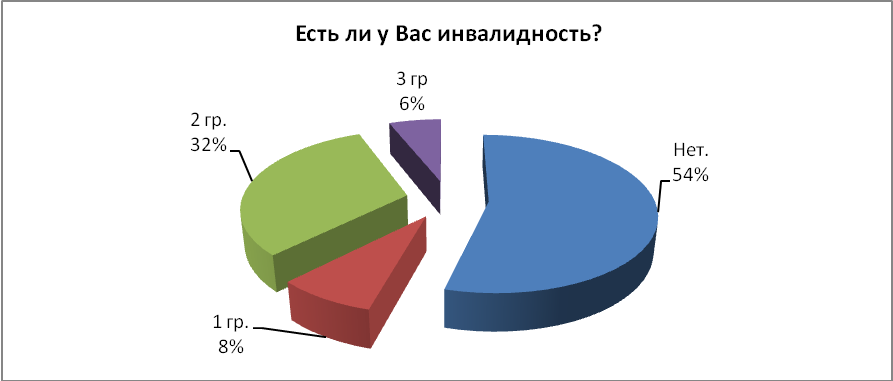 Есть ли у Вас инвалидность?
3 гр
6%
2 гр.
32%
Нет.
54%
1 гр.
8%